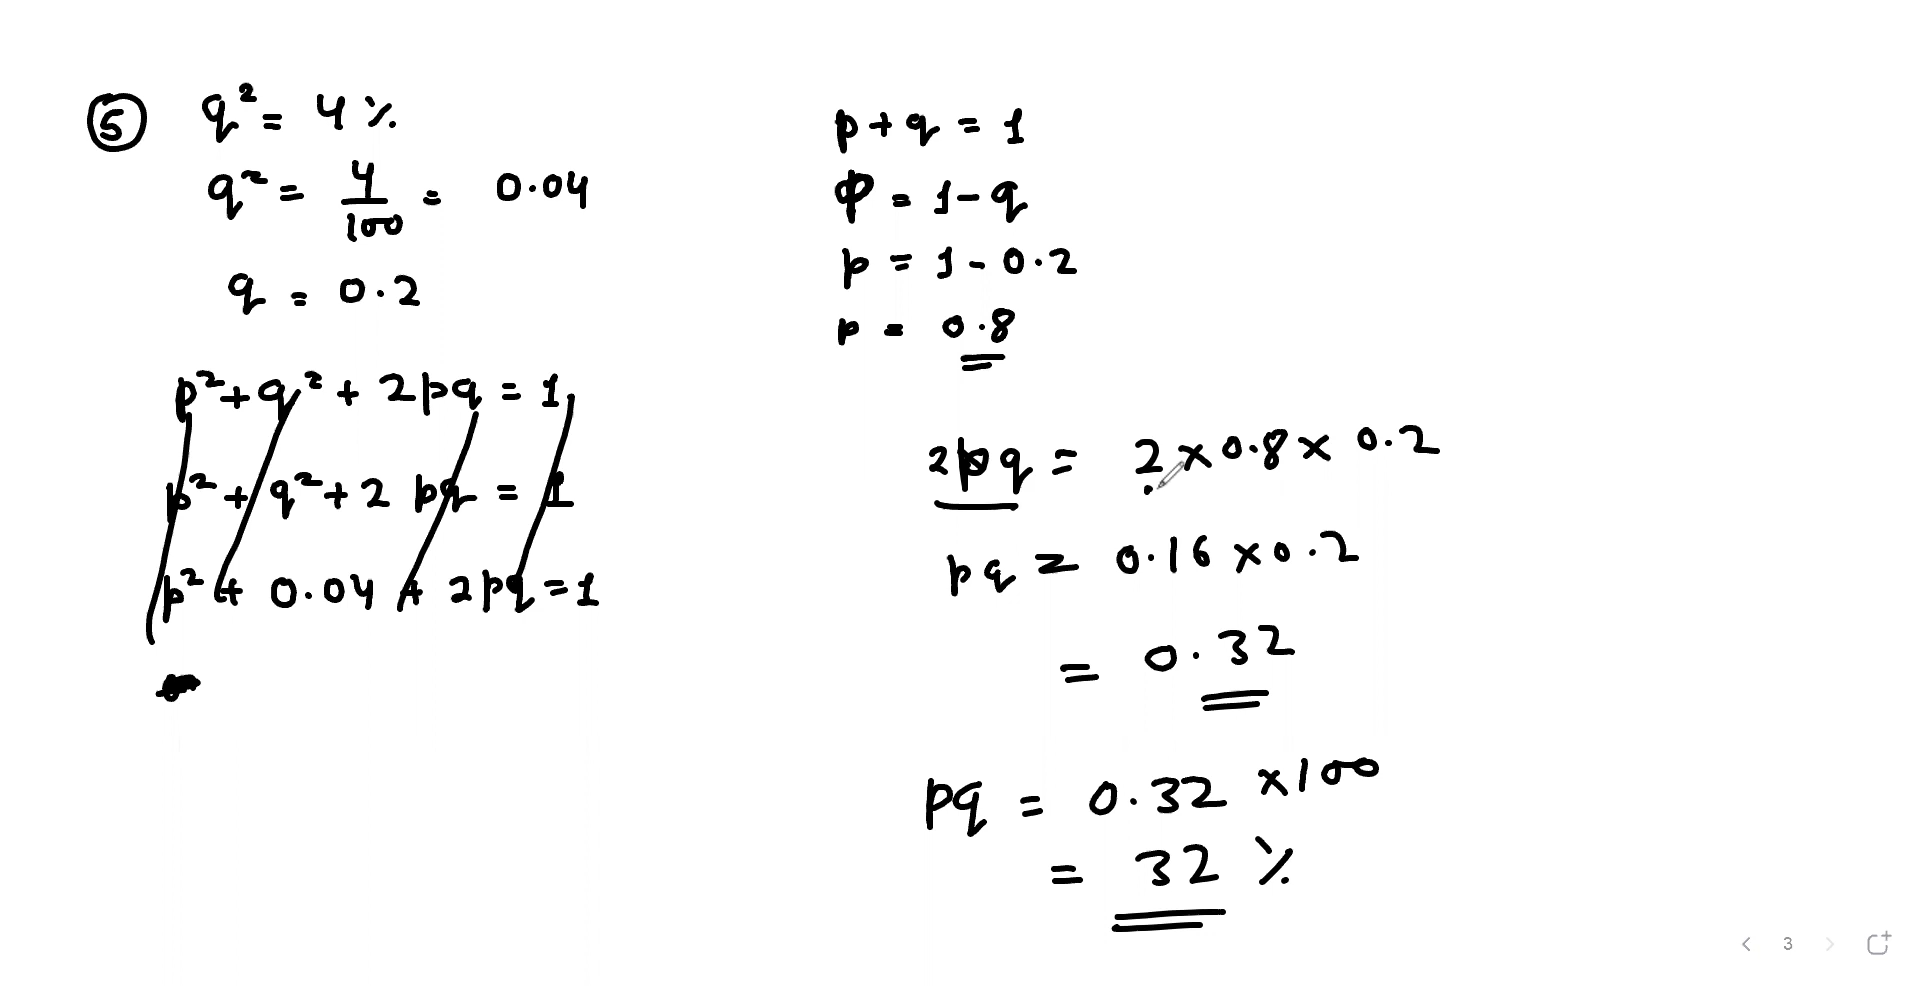 5 q² = 4 %
q² = 4/100 = 0.04
q = 0.2
p² + q² + 2pq = 1
p² + q² + 2 pq = 1
p² + 0.04 + 2pq = 1
p + q = 1
p = 1 - q
p = 1 - 0.2
p = 0.8
2pq = 2 × 0.8 × 0.2
pq = 0.16 × 0.2
= 0.32
pq = 0.32 × 100
= 32 %
3